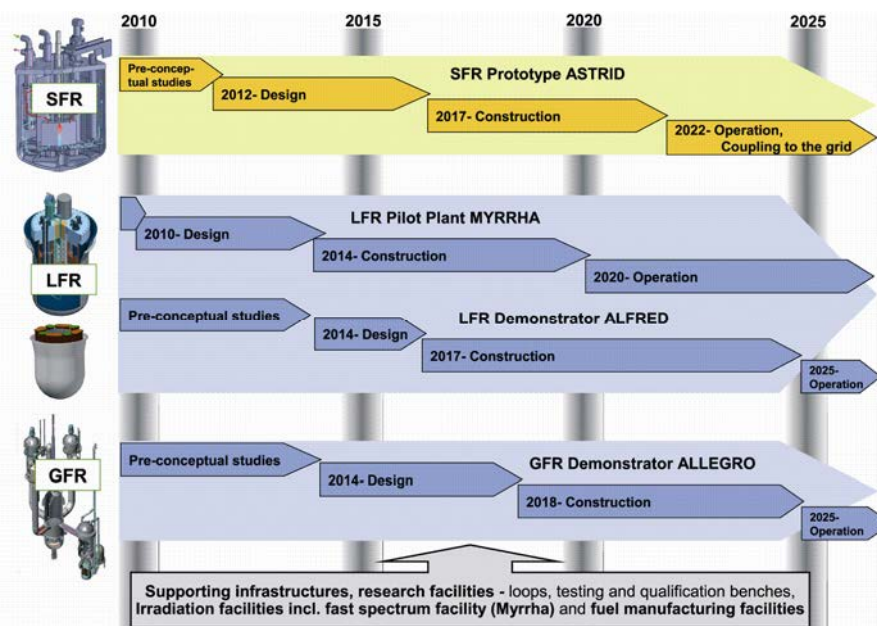 2010 2015 2020 2025
SFR
Pre-concep-
tual studies
SFR Prototype ASTRID
2012- Design
2017- Construction
2022- Operation,
Coupling to the grid
LFR
LFR Pilot Plant MYRRHA
2010- Design
2014- Construction
2020- Operation
Pre-conceptual studies
LFR Demonstrator ALFRED
2014- Design
2017- Construction
2025-
Operation
GFR
Pre-conceptual studies
GFR Demonstrator ALLEGRO
2014- Design
2018- Construction
2025-
Operation
Supporting infrastructures, research facilities - loops, testing and qualification benches,
Irradiation facilities incl. fast spectrum facility (Myrrha) and fuel manufacturing facilities